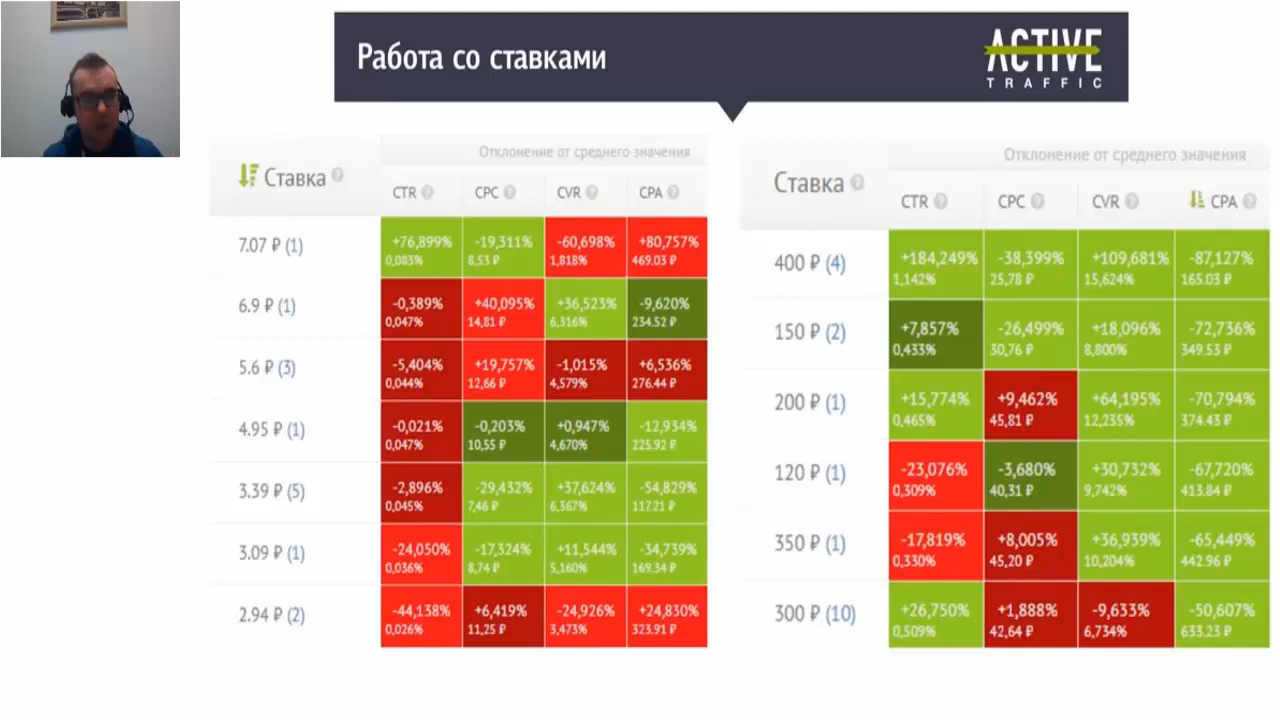 Работа со ставками
ACTIVE
TRAFFIC
Ставка ?
Отклонение от среднего значения
CTR ? CPC ? CVR ? CPA ?
7.07 ₽ (1) +76,899% -19,311% -60,698% +80,757%
0,083% 8,53 ₽ 1,818% 469.03 ₽
6.9 ₽ (1) -0,389% +40,095% +36,523% -9,620%
0,047% 14,81 ₽ 6,316% 234.52 ₽
5.6 ₽ (3) -5,404% +19,757% -1,015% +6,536%
0,044% 12,66 ₽ 4,579% 276.44 ₽
4.95 ₽ (1) -0,021% -0,203% +0,947% -12,934%
0,047% 10,55 ₽ 4,670% 225.92 ₽
3.39 ₽ (5) -2,896% -29,432% +37,624% -54,829%
0,045% 7,46 ₽ 6,367% 117.21 ₽
3.09 ₽ (1) -24,050% -17,324% +11,544% -34,739%
0,036% 8,74 ₽ 5,160% 169.34 ₽
2.94 ₽ (2) -44,138% +6,419% -24,926% +24,830%
0,026% 11,25 ₽ 3,473% 323.91 ₽
Ставка ?
Отклонение от среднего значения
CTR ? CPC ? CVR ? CPA ?
400 ₽ (4) +184,249% -38,399% +109,681% -87,127%
1,142% 25,78 ₽ 15,624% 165.03 ₽
150 ₽ (2) +7,857% -26,499% +18,096% -72,736%
0,433% 30,76 ₽ 8,800% 349.53 ₽
200 ₽ (1) +15,774% +9,462% +64,195% -70,794%
0,465% 45,81 ₽ 12,235% 374.43 ₽
120 ₽ (1) -23,076% -3,680% +30,732% -67,720%
0,309% 40,31 ₽ 9,742% 413.84 ₽
350 ₽ (1) -17,819% +8,005% +36,939% -65,449%
0,330% 45,20 ₽ 10,204% 442.96 ₽
300 ₽ (10) +26,750% +1,888% -9,633% -50,607%
0,509% 42,64 ₽ 6,734% 633.23 ₽